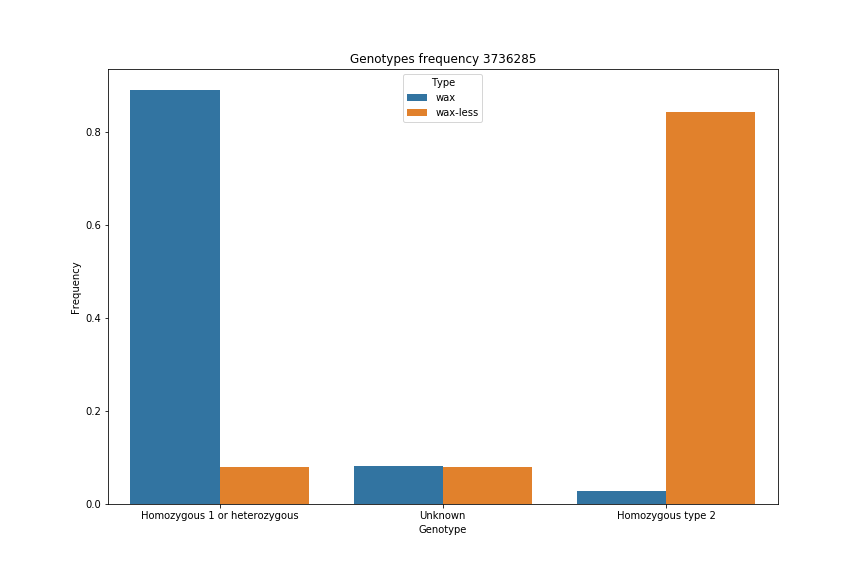 Genotypes frequency 3736285
Type
wax
wax-less
0.8
0.6
0.4
0.2
0.0
Frequency
Homozygous 1 or heterozygous
Unknown
Homozygous type 2
Genotype